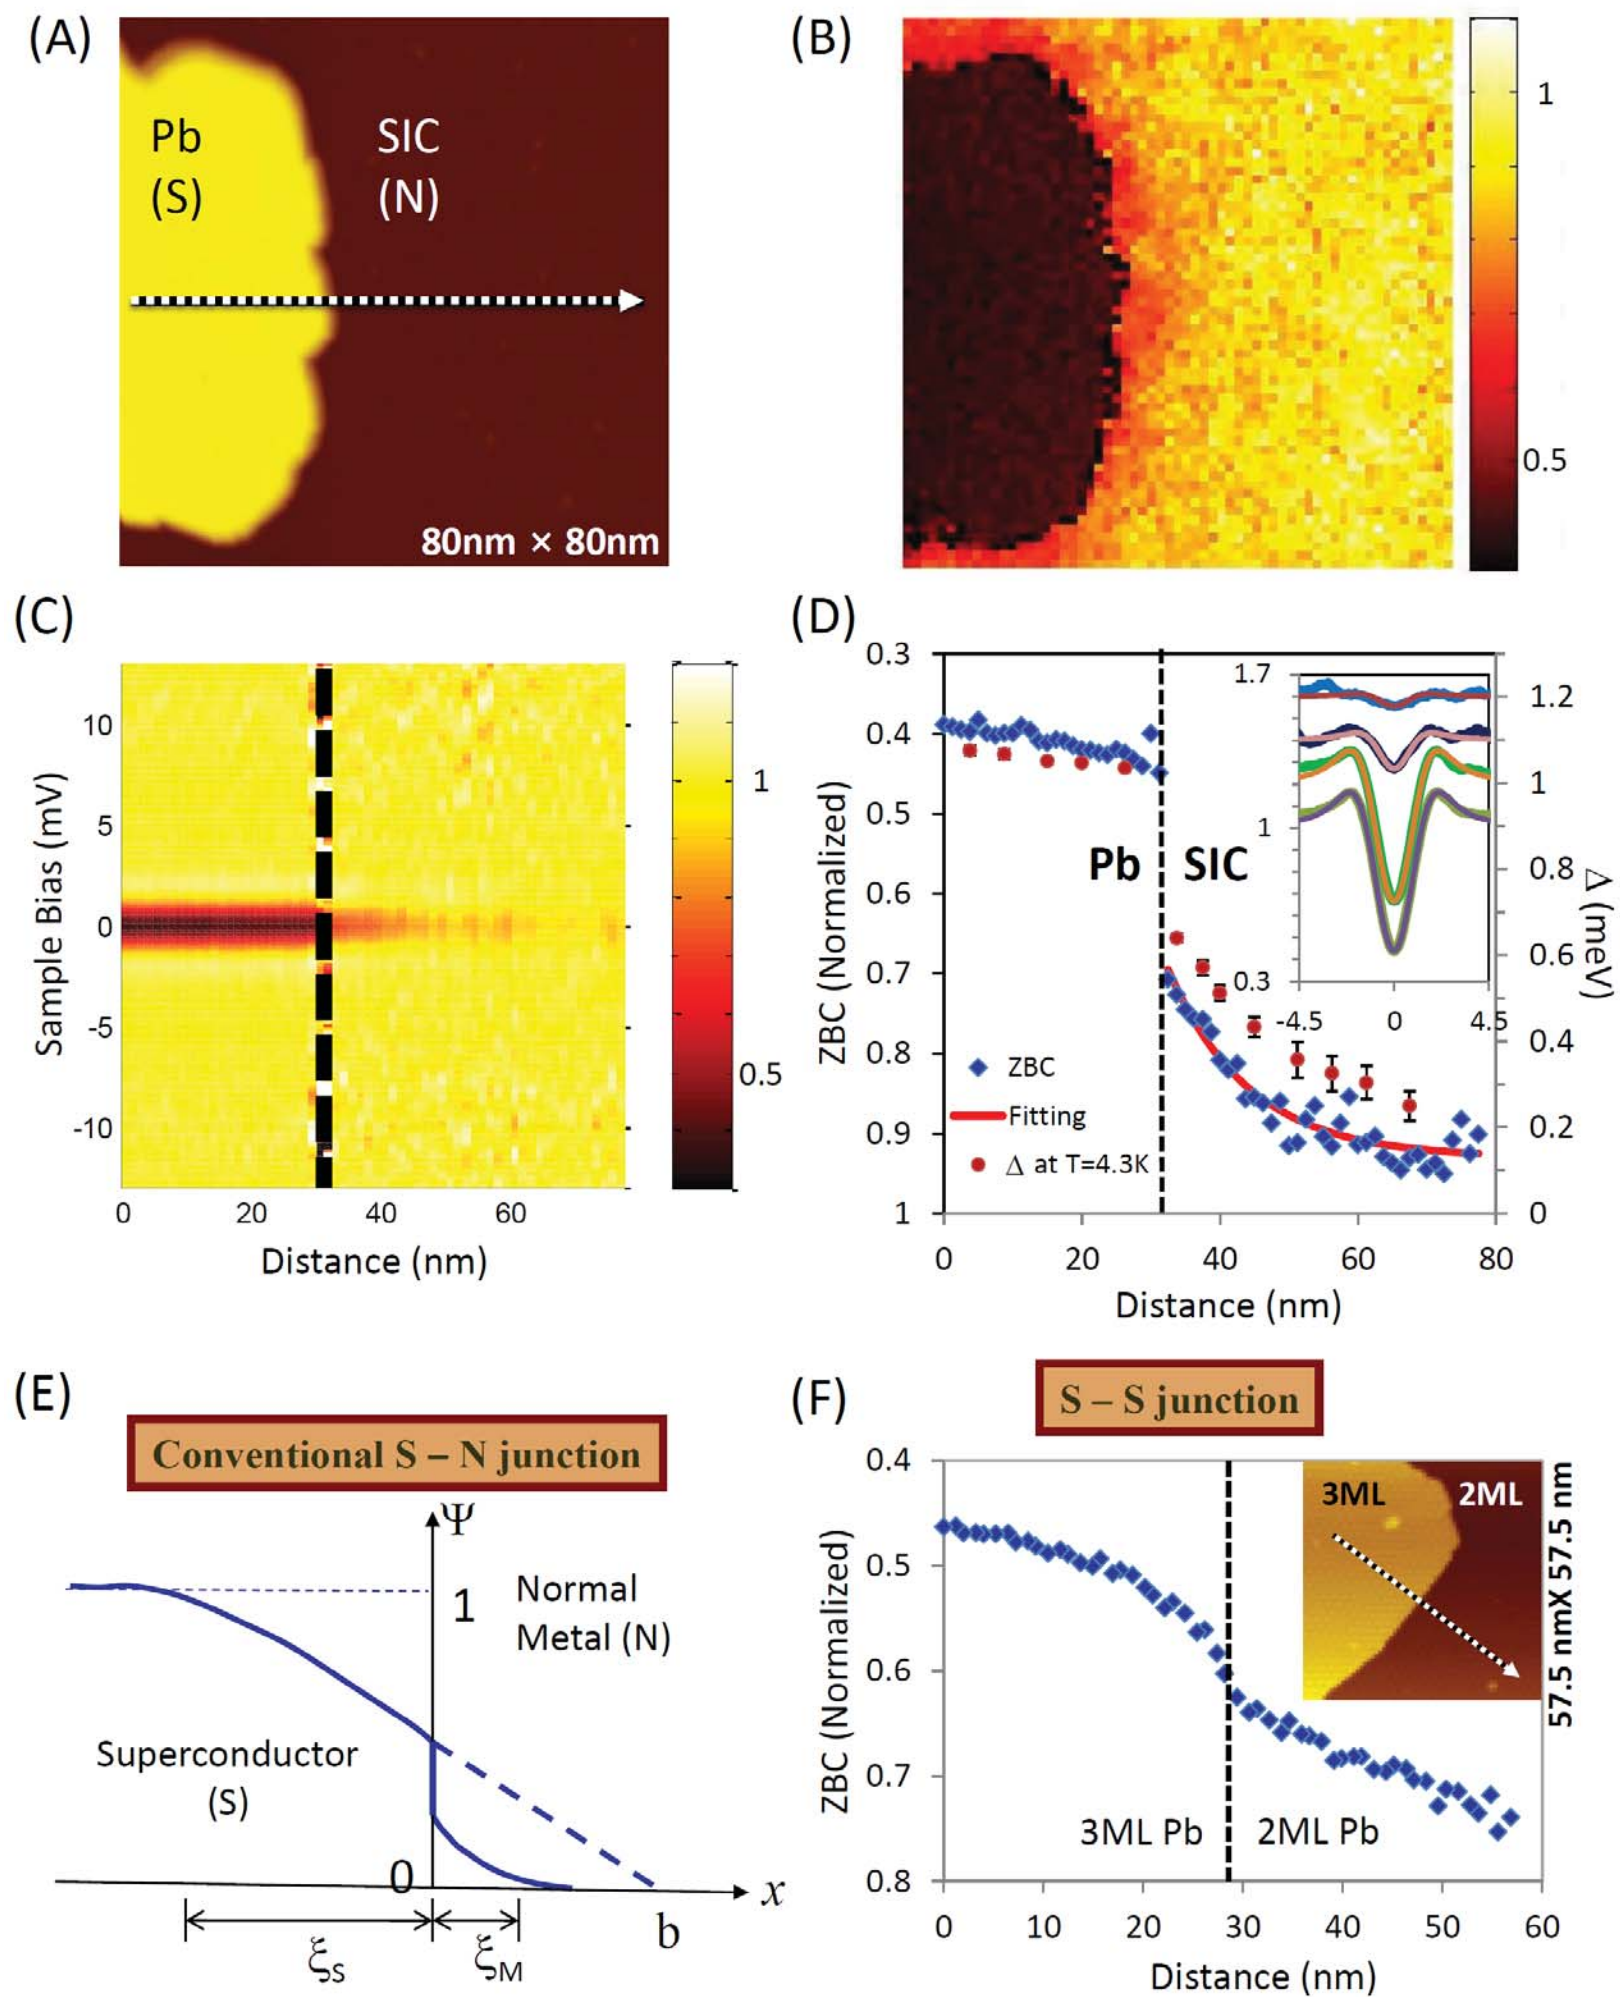 (A)
Pb
(S)
SIC
(N)
80nm × 80nm
(B)
1
0.5
(C)
Sample Bias (mV)
10
5
0
-5
-10
0 20 40 60
Distance (nm)
1
0.5
(D)
ZBC (Normalized)
0.3
0.4
0.5
0.6
0.7
0.8
0.9
1
Pb SIC
ZBC
Fitting
Δ at T=4.3K
1.7
1
0.3
-4.5 0 4.5
1.2
1
0.8
0.6
0.4
0.2
0
Δ (meV)
0 20 40 60 80
Distance (nm)
(E)
Conventional S – N junction
Ψ
1
Normal
Metal (N)
Superconductor
(S)
0
x
b
ξS
ξM
(F)
S – S junction
ZBC (Normalized)
0.4
0.5
0.6
0.7
0.8
3ML 2ML
57.5 nmX 57.5 nm
3ML Pb 2ML Pb
0 10 20 30 40 50 60
Distance (nm)